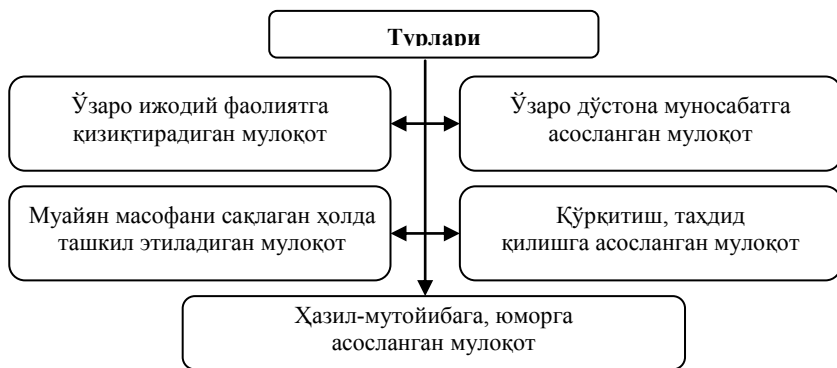 Турлари
Ўзаро ижодий фаолиятга
қизиқтирадиган мулоқот
Ўзаро дўстона муносабатга
асосланган мулоқот
Муайян масофани сақлаган ҳолда
ташкил этиладиган мулоқот
Қўрқитиш, таҳдид
қилишга асосланган мулоқот
Ҳазил-мутойибага, юморга
асосланган мулоқот